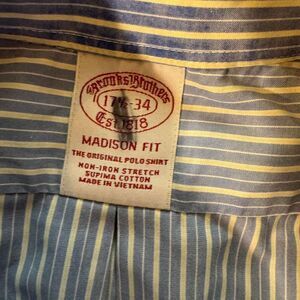 Brooks Brothers
17½-34
Est 1818
MADISON FIT
THE ORIGINAL POLO SHIRT
NON-IRON STRETCH
SUPIMA COTTON
MADE IN VIETNAM